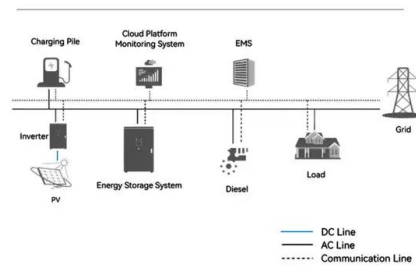 Charging Pile
Cloud Platform
Monitoring System
EMS
Grid
Inverter
PV
Energy Storage System
Diesel
Load
DC Line
AC Line
Communication Line